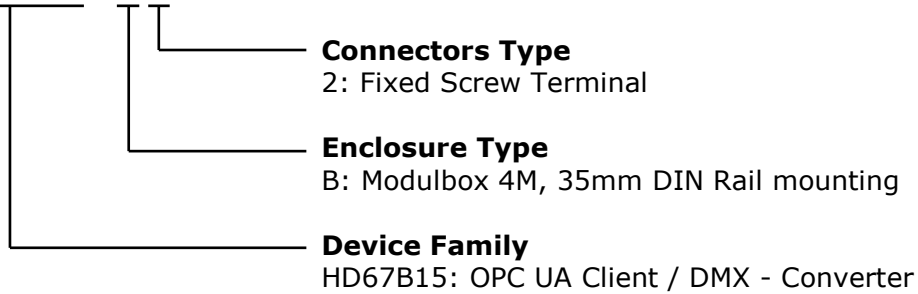 Connectors Type
2: Fixed Screw Terminal
Enclosure Type
B: Modulbox 4M, 35mm DIN Rail mounting
Device Family
HD67B15: OPC UA Client / DMX - Converter